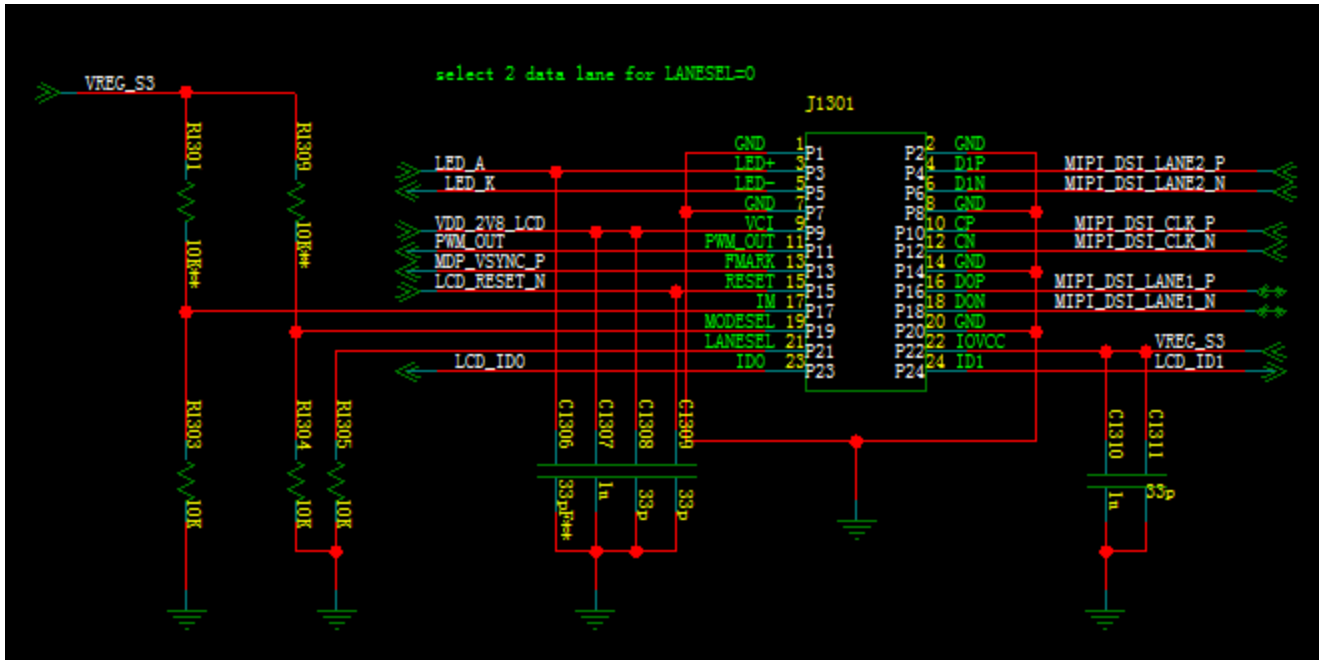 select 2 data lane for LANESEL=0
VREG_S3
J1301
R1301
10K**
R1309
10K**
GND 1 P1 P2 2 GND
LED_A LED+ 3 P3 P4 4 D1P MIPI_DSI_LANE2_P
LED_K LED- 5 P5 P6 6 D1N MIPI_DSI_LANE2_N
GND 7 P7 P8 8 GND
VDD_2V8_LCD VCI 9 P9 P10 10 CP MIPI_DSI_CLK_P
PWM_OUT PWM_OUT 11 P11 P12 12 CN MIPI_DSI_CLK_N
MDP_VSYNC_P FMARK 13 P13 P14 14 GND
LCD_RESET_N RESET 15 P15 P16 16 DOP MIPI_DSI_LANE1_P
IM 17 P17 P18 18 DON MIPI_DSI_LANE1_N
MODESEL 19 P19 P20 20 GND
LANESEL 21 P21 P22 22 IOVCC VREG_S3
LCD_ID0 ID0 23 P23 P24 24 ID1 LCD_ID1
R1303
10K
R1304
10K
R1305
10K
C1306
33pF**
C1307
1u
C1308
33p
C1309
33p
C1310
1u
C1311
33p